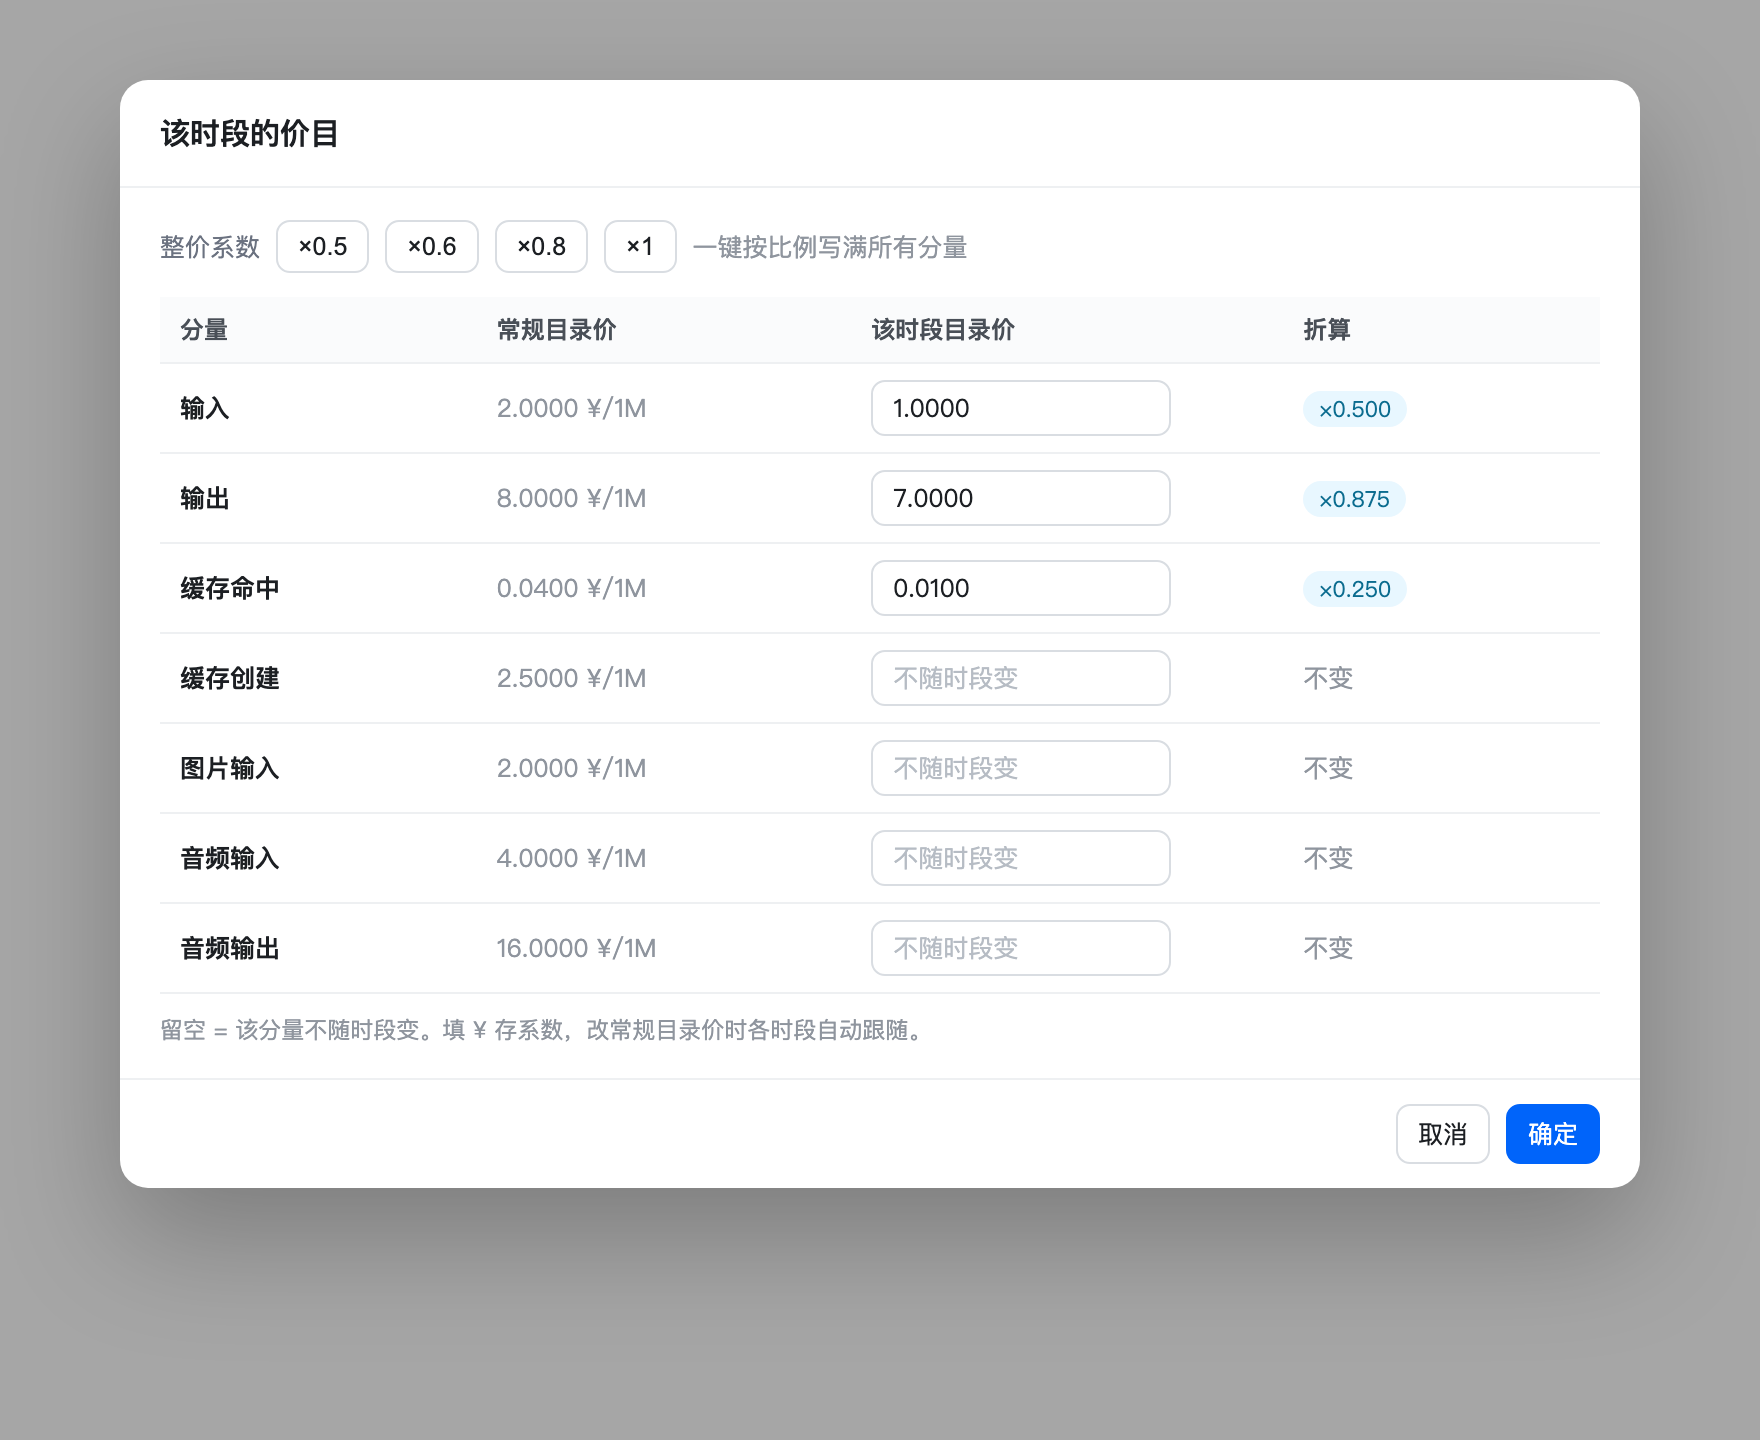 该时段的价目
整价系数 ×0.5 ×0.6 ×0.8 ×1 一键按比例写满所有分量
分量 常规目录价 该时段目录价 折算
输入 2.0000 ¥/1M 1.0000 ×0.500
输出 8.0000 ¥/1M 7.0000 ×0.875
缓存命中 0.0400 ¥/1M 0.0100 ×0.250
缓存创建 2.5000 ¥/1M 不随时段变 不变
图片输入 2.0000 ¥/1M 不随时段变 不变
音频输入 4.0000 ¥/1M 不随时段变 不变
音频输出 16.0000 ¥/1M 不随时段变 不变
留空 = 该分量不随时段变。填 ¥ 存系数，改常规目录价时各时段自动跟随。
取消 确定